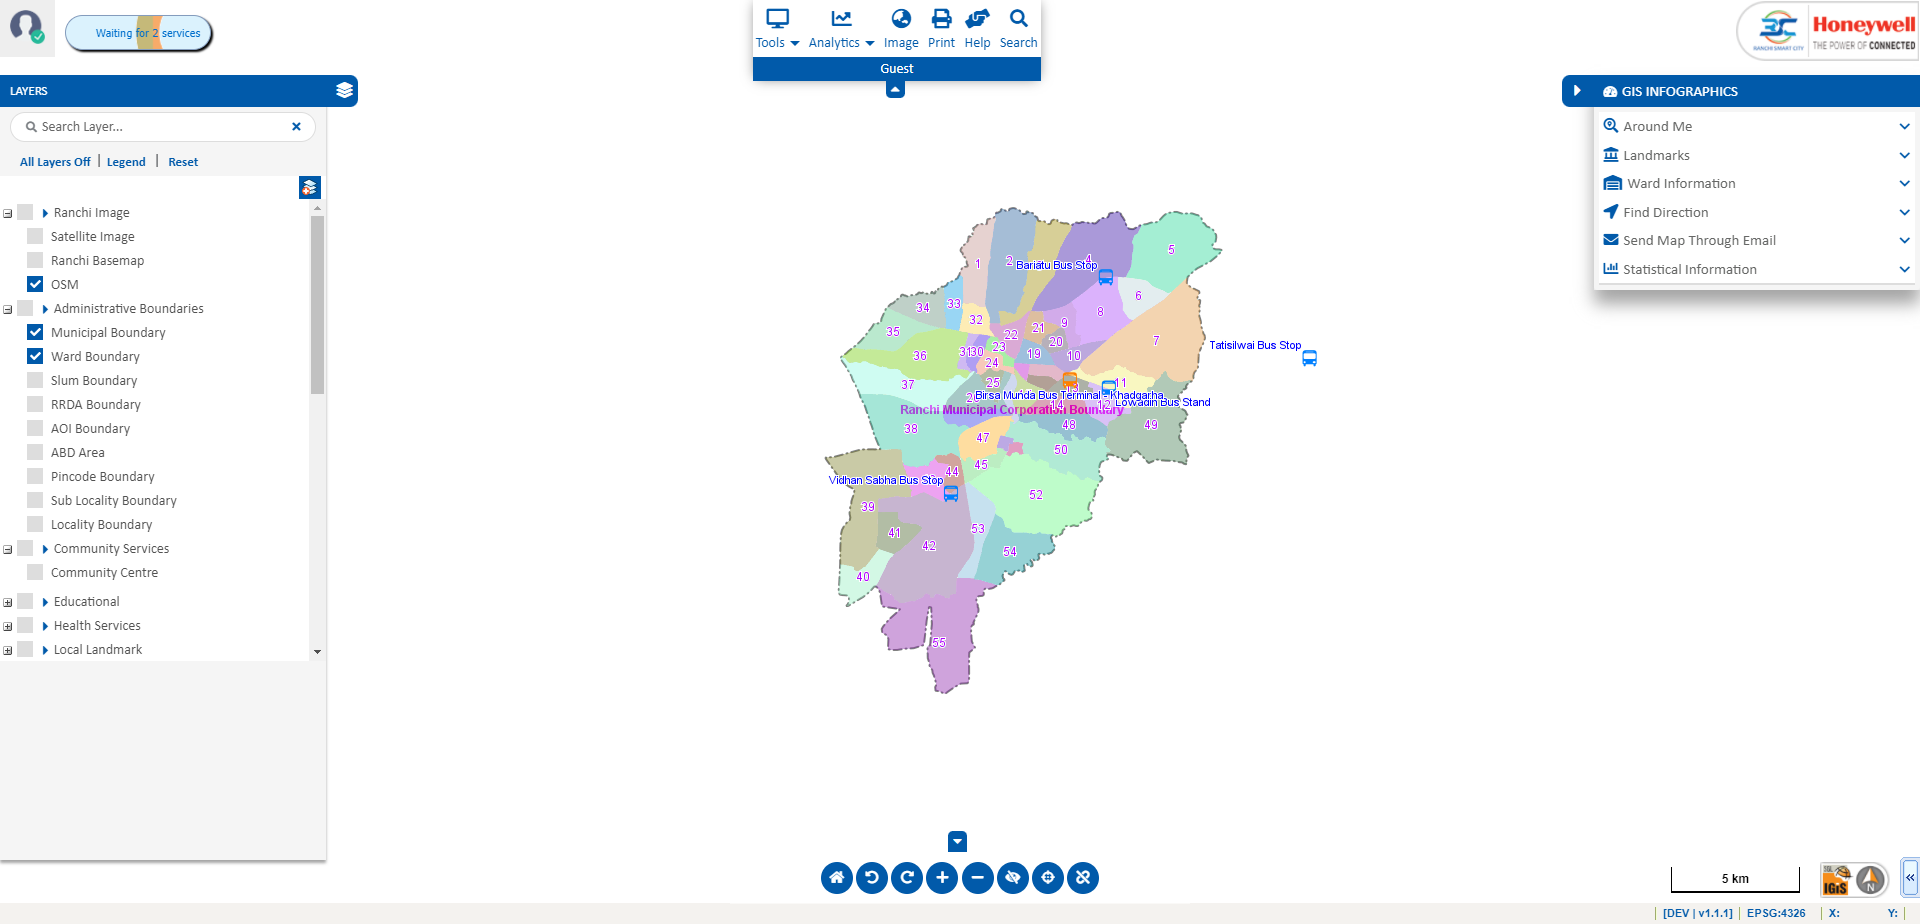 Waiting for 2 services
Tools
Analytics
Image
Print
Help
Search
Guest
RANCHI SMART CITY
Honeywell
THE POWER OF CONNECTED
LAYERS
Search Layer...
All Layers Off
Legend
Reset
Ranchi Image
Satellite Image
Ranchi Basemap
OSM
Administrative Boundaries
Municipal Boundary
Ward Boundary
Slum Boundary
RRDA Boundary
AOI Boundary
ABD Area
Pincode Boundary
Sub Locality Boundary
Locality Boundary
Community Services
Community Centre
Educational
Health Services
Local Landmark
GIS INFOGRAPHICS
Around Me
Landmarks
Ward Information
Find Direction
Send Map Through Email
Statistical Information
5
1
2
4
Bariatu Bus Stop
6
33
34
8
32
9
35
21
22
20
7
Tatisilwai Bus Stop
23
31
30
19
10
36
24
37
25
11
Birsa Munda Bus Terminal - Khadgarha
14
12
Lowadih Bus Stand
Ranchi Municipal Corporation Boundary
38
48
49
47
50
45
44
Vidhan Sabha Bus Stop
52
39
53
41
42
54
40
55
5 km
SGL
IGiS
N
[DEV | v1.1.1]
EPSG:4326
X:
Y: